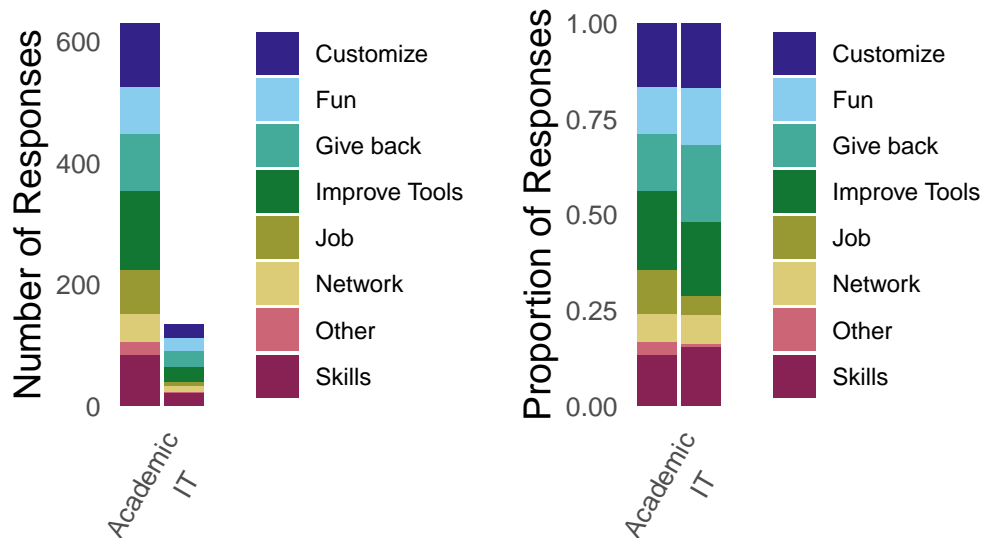 Number of Responses
600
400
200
0
Academic
IT
Customize
Fun
Give back
Improve Tools
Job
Network
Other
Skills
Proportion of Responses
1.00
0.75
0.50
0.25
0.00
Academic
IT
Customize
Fun
Give back
Improve Tools
Job
Network
Other
Skills